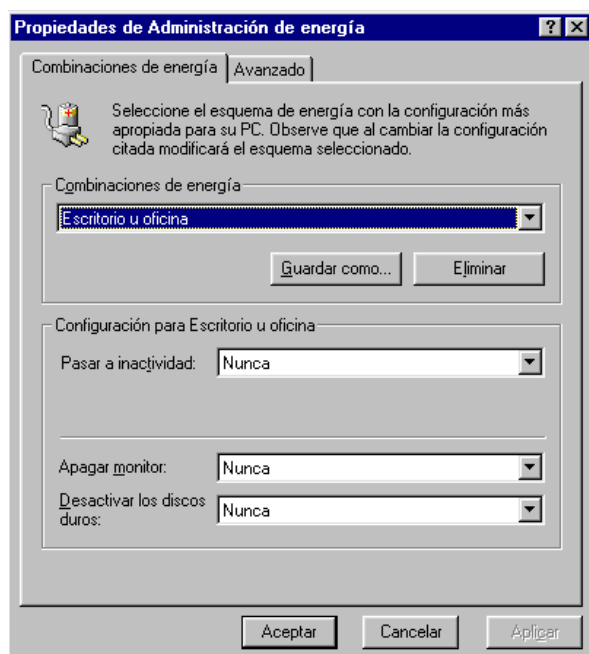 Propiedades de Administración de energía
Combinaciones de energía
Avanzado
Seleccione el esquema de energía con la configuración más
apropiada para su PC. Observe que al cambiar la configuración
citada modificará el esquema seleccionado.
Combinaciones de energía
Escritorio u oficina
Guardar como...
Eliminar
Configuración para Escritorio u oficina
Pasar a inactividad:
Nunca
Apagar monitor:
Nunca
Desactivar los discos
duros:
Nunca
Aceptar
Cancelar
Aplicar